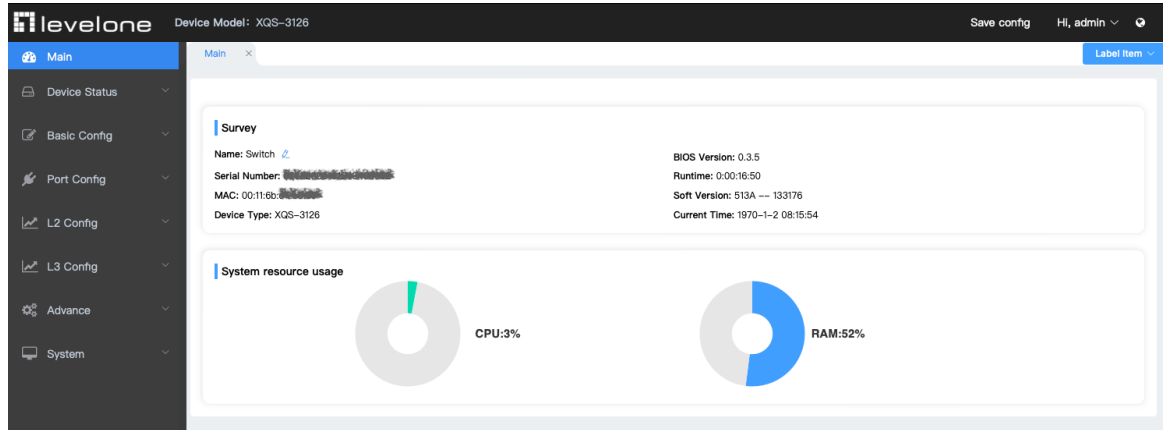 levelone Device Model: XQS-3126 Save config Hi, admin
Main
Main ×
Label Item
Device Status
Basic Config
Port Config
L2 Config
L3 Config
Advance
System
Survey
Name: Switch
BIOS Version: 0.3.5
Serial Number:
Runtime: 0:00:16:50
MAC: 00:11:6b:
Soft Version: 513A -- 133176
Device Type: XQS-3126
Current Time: 1970-1-2 08:15:54
System resource usage
CPU:3%
RAM:52%